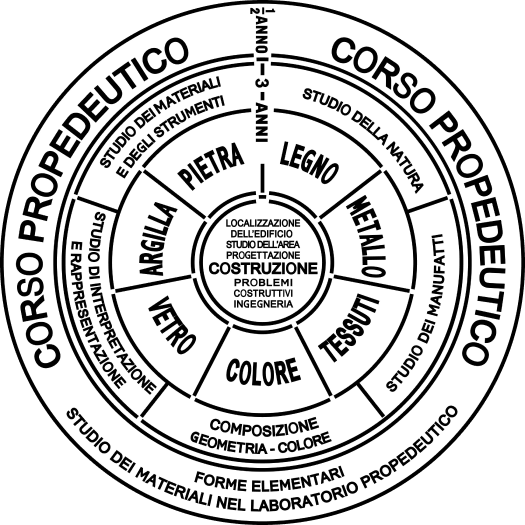 CORSO PROPEDEUTICO
CORSO PROPEDEUTICO
1/2 ANNO
I - 3 - ANNI
STUDIO DEI MATERIALI
E DEGLI STRUMENTI
STUDIO DELLA NATURA
PIETRA
LEGNO
ARGILLA
METALLO
VETRO
TESSUTI
COLORE
LOCALIZZAZIONE
DELL'EDIFICIO
STUDIO DELL'AREA
PROGETTAZIONE
COSTRUZIONE
PROBLEMI
COSTRUTTIVI
INGEGNERIA
STUDIO DI INTERPRETAZIONE
E RAPPRESENTAZIONE
STUDIO DEI MANUFATTI
COMPOSIZIONE
GEOMETRIA - COLORE
FORME ELEMENTARI
STUDIO DEI MATERIALI NEL LABORATORIO PROPEDEUTICO